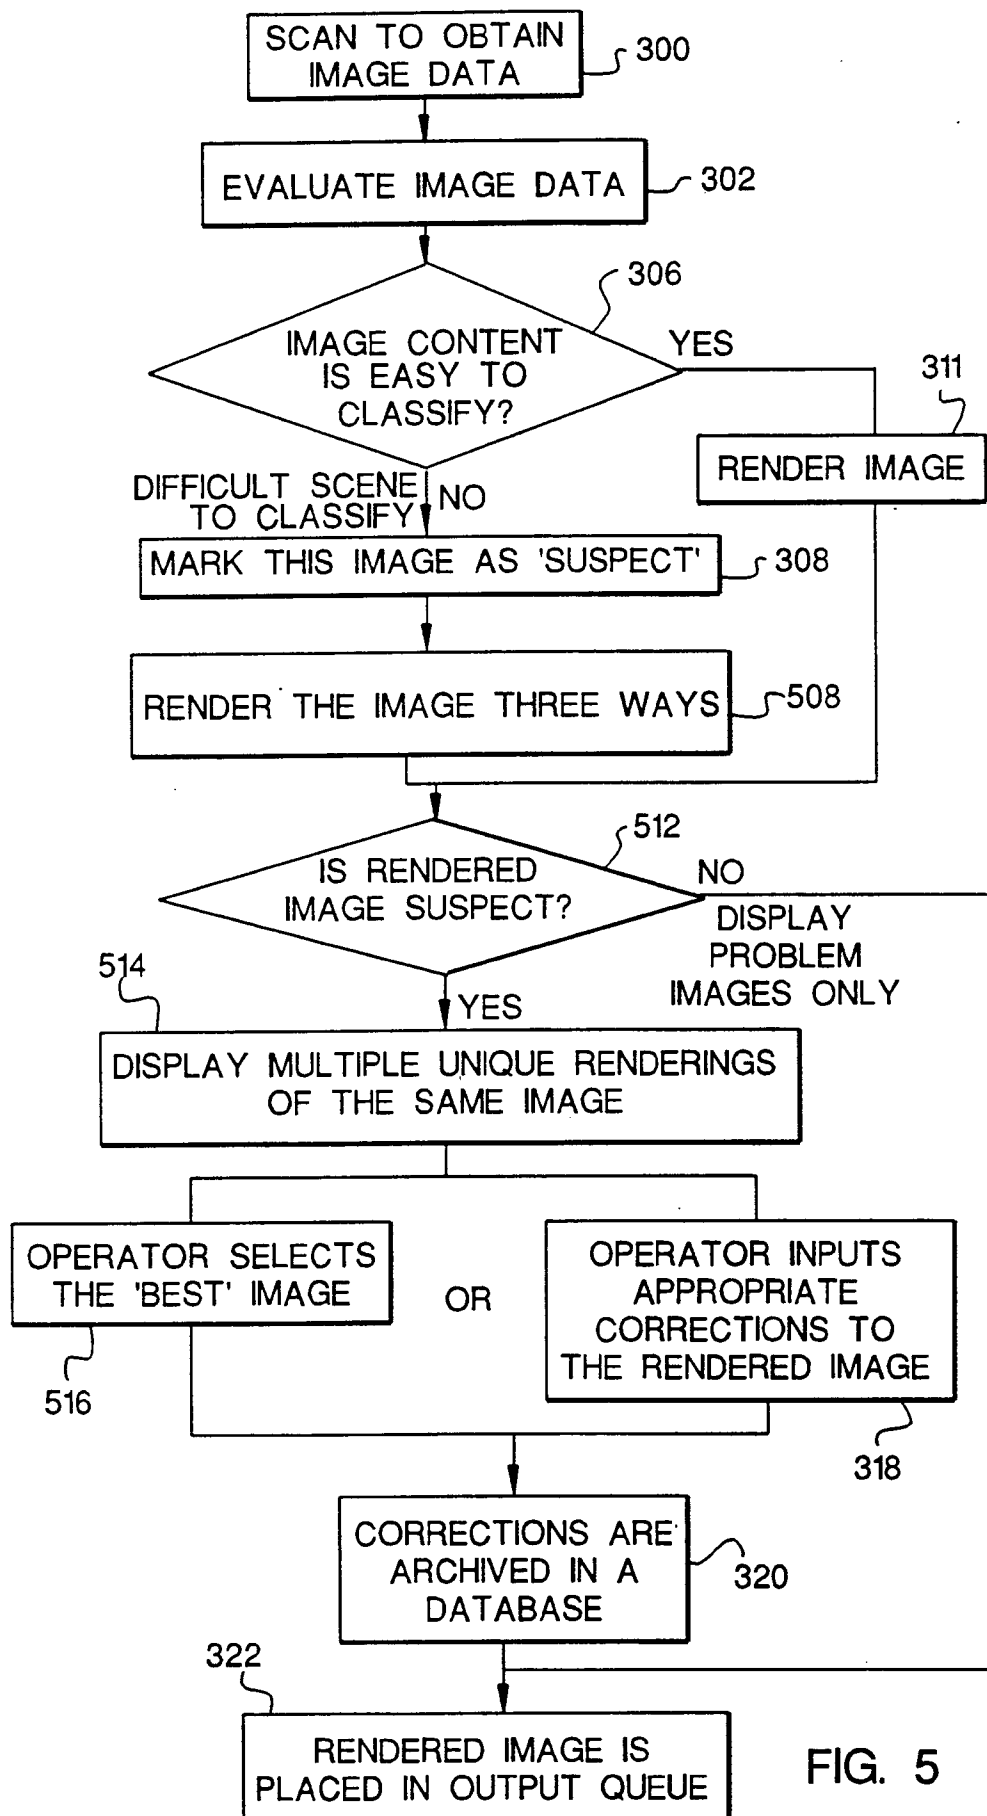 SCAN TO OBTAIN
IMAGE DATA
300
EVALUATE IMAGE DATA
302
306
IMAGE CONTENT
IS EASY TO
CLASSIFY?
YES
311
RENDER IMAGE
DIFFICULT SCENE
TO CLASSIFY
NO
MARK THIS IMAGE AS 'SUSPECT'
308
RENDER THE IMAGE THREE WAYS
508
512
IS RENDERED
IMAGE SUSPECT?
NO
DISPLAY
PROBLEM
IMAGES ONLY
514
YES
DISPLAY MULTIPLE UNIQUE RENDERINGS
OF THE SAME IMAGE
OPERATOR SELECTS
THE 'BEST' IMAGE
516
OR
OPERATOR INPUTS
APPROPRIATE
CORRECTIONS TO
THE RENDERED IMAGE
318
CORRECTIONS ARE
ARCHIVED IN A
DATABASE
320
322
RENDERED IMAGE IS
PLACED IN OUTPUT QUEUE
FIG. 5